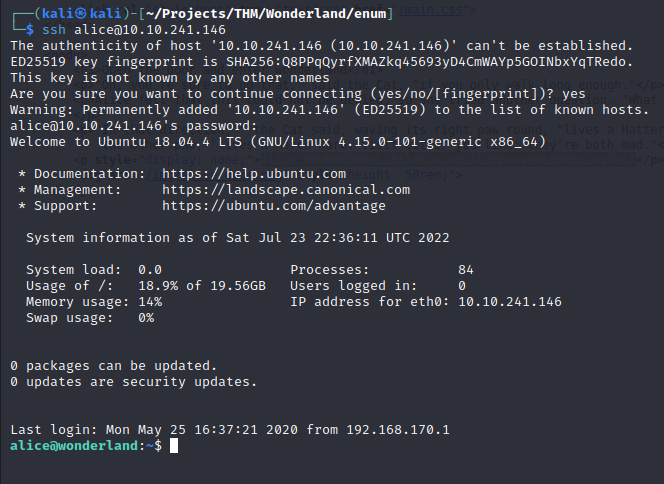 ┌──(kali㉿kali)-[~/Projects/THM/Wonderland/enum]
└─$ ssh alice@10.10.241.146
The authenticity of host '10.10.241.146 (10.10.241.146)' can't be established.
ED25519 key fingerprint is SHA256:Q8PPqQyrfXMAZkq45693yD4CmWAYp5GOINbxYqTRedo.
This key is not known by any other names
Are you sure you want to continue connecting (yes/no/[fingerprint])? yes
Warning: Permanently added '10.10.241.146' (ED25519) to the list of known hosts.
alice@10.10.241.146's password:
Welcome to Ubuntu 18.04.4 LTS (GNU/Linux 4.15.0-101-generic x86_64)
* Documentation: https://help.ubuntu.com
* Management: https://landscape.canonical.com
* Support: https://ubuntu.com/advantage
System information as of Sat Jul 23 22:36:11 UTC 2022
System load: 0.0 Processes: 84
Usage of /: 18.9% of 19.56GB Users logged in: 0
Memory usage: 14% IP address for eth0: 10.10.241.146
Swap usage: 0%
0 packages can be updated.
0 updates are security updates.
Last login: Mon May 25 16:37:21 2020 from 192.168.170.1
alice@wonderland:~$